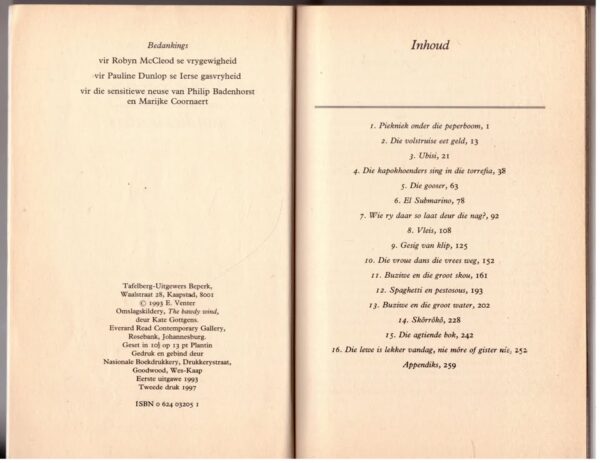 Bedankings
vir Robyn McCleod se vrygewigheid
vir Pauline Dunlop se Ierse gasvryheid
vir die sensitiewe neuse van Philip Badenhorst
en Marijke Coornaert
Tafelberg-Uitgewers Beperk,
Waalstraat 28, Kaapstad, 8001
© 1993 E. Venter
Omslagskildery, The bawdy wind,
deur Kate Gottgens.
Everard Read Contemporary Gallery,
Rosebank, Johannesburg.
Geset in 10½ op 13 pt Plantin
Gedruk en gebind deur
Nasionale Boekdrukkery, Drukkerystraat,
Goodwood, Wes-Kaap
Eerste uitgawe 1993
Tweede druk 1997
ISBN 0 624 03205 1
Inhoud
1. Piekniek onder die peperboom, 1
2. Die volstruise eet geld, 13
3. Ubisi, 21
4. Die kapokhoenders sing in die torrefia, 38
5. Die gooser, 63
6. El Submarino, 78
7. Wie ry daar so laat deur die nag?, 92
8. Vleis, 108
9. Gesig van klip, 125
10. Die vroue dans die vrees weg, 152
11. Buziwe en die groot skou, 161
12. Spaghetti en pestosous, 193
13. Buziwe en die groot water, 202
14. Skôrrôkô, 228
15. Die agtiende bok, 242
16. Die lewe is lekker vandag, nie môre of gister nie, 252
Appendiks, 259